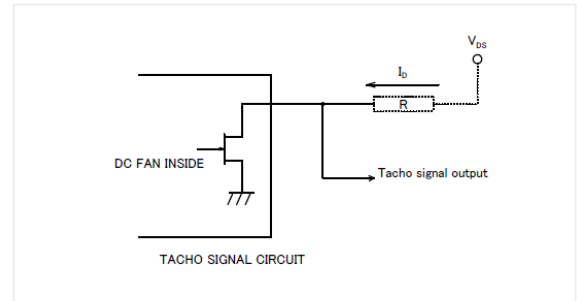 V_DS
I_D
R
DC FAN INSIDE
Tacho signal output
TACHO SIGNAL CIRCUIT